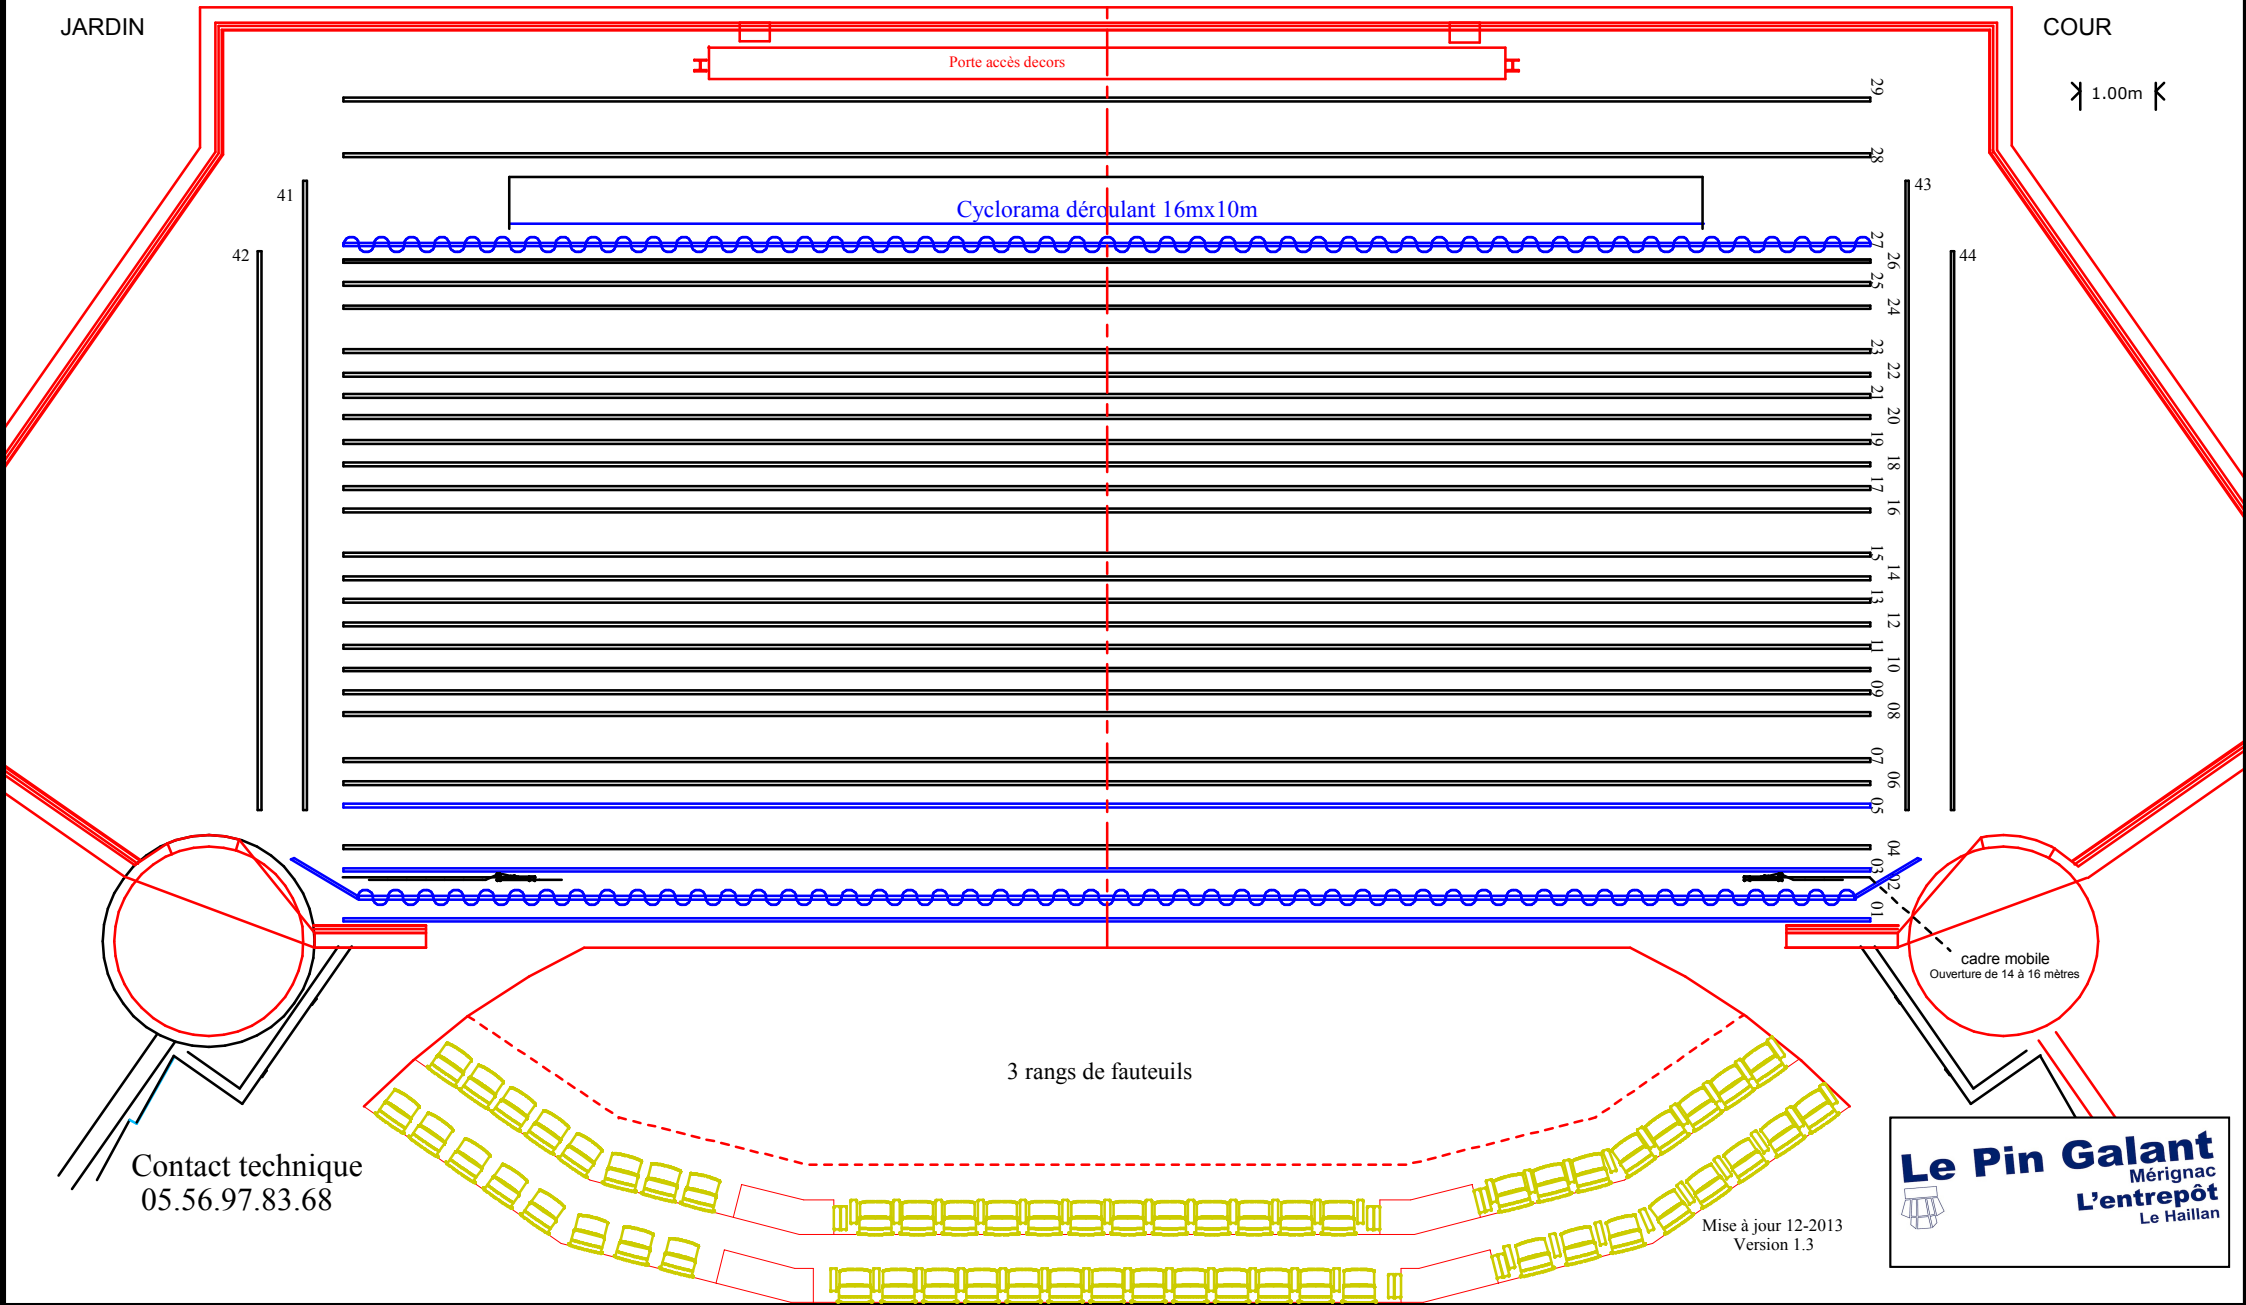 JARDIN
COUR
1.00m
Porte accès decors
29
28
41
43
Cyclorama déroulant 16mx10m
27
42
26
44
25
24
23
22
21
20
19
18
17
16
15
14
13
12
11
10
09
08
07
06
05
04
03
02
01
cadre mobile
Ouverture de 14 à 16 mètres
3 rangs de fauteuils
Contact technique
05.56.97.83.68
Mise à jour 12-2013
Version 1.3
Le Pin Galant
Mérignac
L'entrepôt
Le Haillan